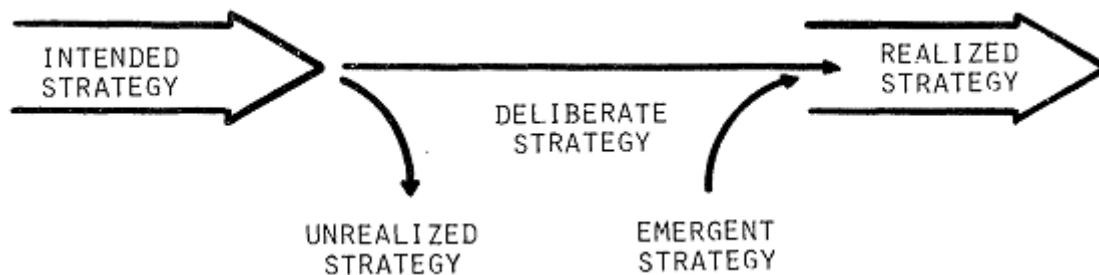 INTENDED
STRATEGY
DELIBERATE
STRATEGY
REALIZED
STRATEGY
UNREALIZED
STRATEGY
EMERGENT
STRATEGY